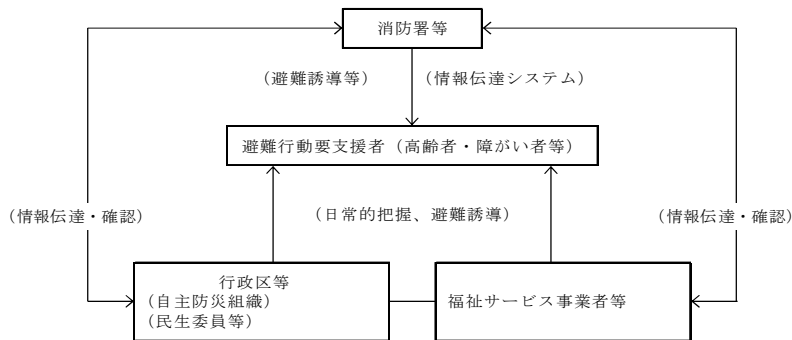 消防署等
（避難誘導等）
（情報伝達システム）
避難行動要支援者（高齢者・障がい者等）
（情報伝達・確認）
（日常的把握、避難誘導）
（情報伝達・確認）
行政区等
（自主防災組織）
（民生委員等）
福祉サービス事業者等